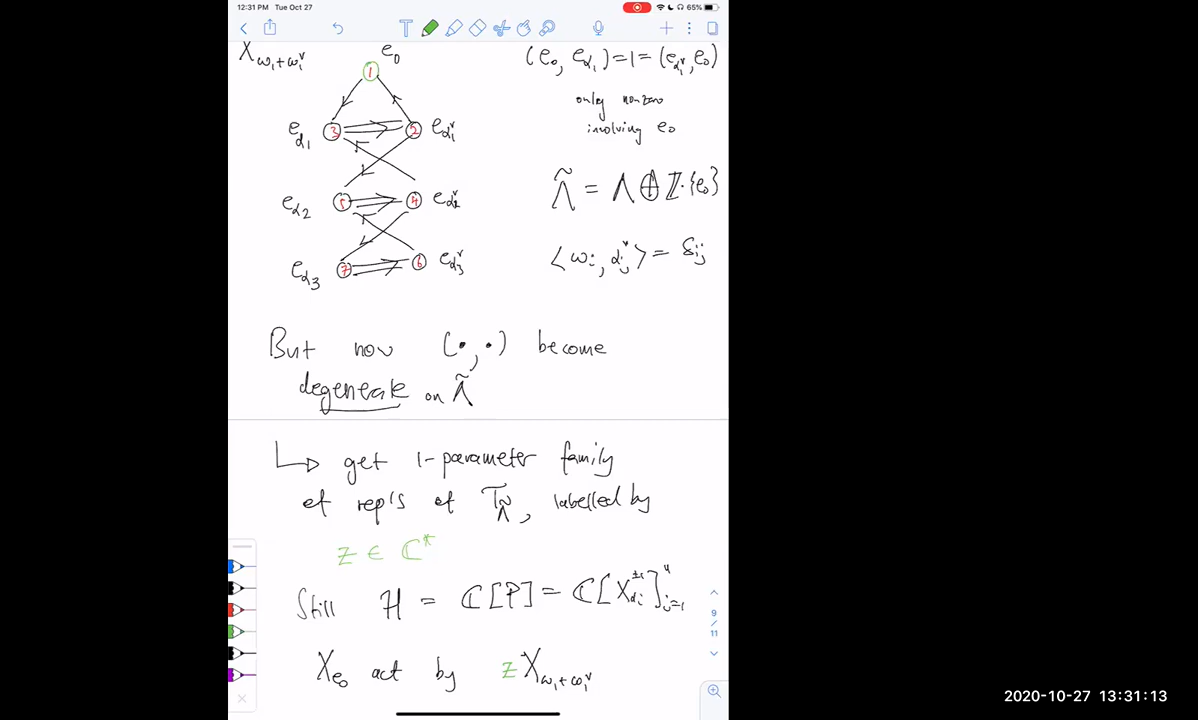 12:31 PM Tue Oct 27
65%
X_{ω₁+ω₁^∨}
e₀
1
(e₀, e_{α₁}) = 1 = (e_{α₁^∨}, e₀)
only nonzero
involving e₀
e_{α₁} 3 2 e_{α₁^∨}
Λ̃ = Λ ⊕ ℤ·{e₀}
e_{α₂} 5 4 e_{α₂^∨}
⟨ω_i, α_j^∨⟩ = δ_{ij}
e_{α₃} 7 6 e_{α₃^∨}
But now (•,•) become
degenerate on Λ̃
↳ get 1-parameter family
of rep's of T_{Λ̃}, labelled by
z ∈ ℂ*
Still H = ℂ[P] = ℂ[X_{α_i}^{±1}]
X_{e₀} act by z X_{ω₁+ω₁^∨}
9
/
11
2020-10-27 13:31:13